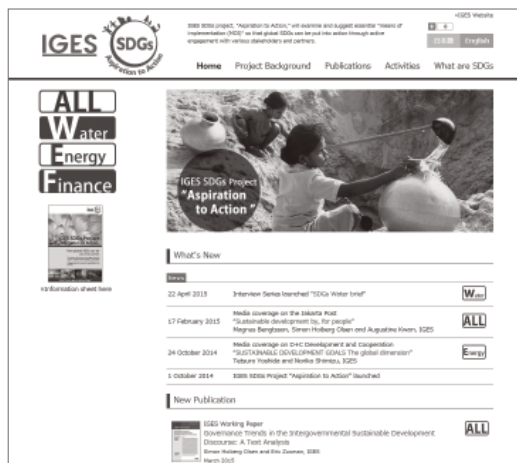 »IGES Website
IGES SDGs Aspiration to Action
IGES SDGs project, "Aspiration to Action," will examine and suggest essential "means of
implementation (MOI)" so that global SDGs can be put into action through active
engagement with various stakeholders and partners.
日本語 English
Home Project Background Publications Activities What are SDGs
ALL
Water
Energy
Finance
IGES SDGs Project
"Aspiration
to Action"
»Information sheet here
What's New
News
22 April 2015 Interview Series launched "SDGs Water brief" Water
17 February 2015 Media coverage on the Jakarta Post
"Sustainable development by, for people"
Magnus Bengtsson, Simon Hoiberg Olsen and Augustine Kwan, IGES
ALL
24 October 2014 Media coverage on D+C Development and Cooperation
"SUSTAINABLE DEVELOPMENT GOALS The global dimension"
Tetsuro Yoshida and Noriko Shimizu, IGES
Energy
1 October 2014 IGES SDGs Project "Aspiration to Action" launched
New Publication
IGES Working Paper
Governance Trends in the Intergovernmental Sustainable Development
Discourse: A Text Analysis
Simon Hoiberg Olsen and Eric Zusman, IGES
March 2015
ALL